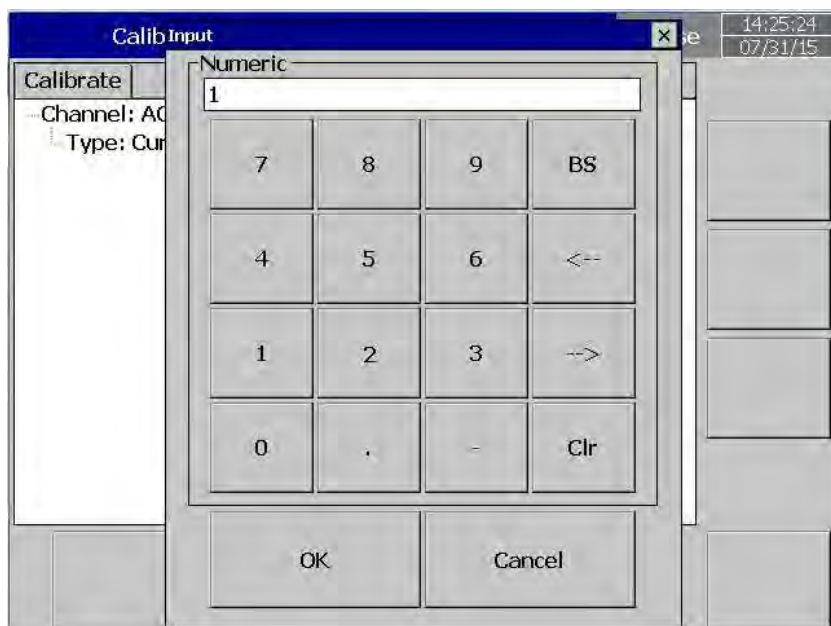 Calib
Input
se
14:25:24
07/31/15
Calibrate
Numeric
1
Channel: AC
Type: Cur
7 8 9 BS
4 5 6 <--
1 2 3 -->
0 . - Clr
OK Cancel